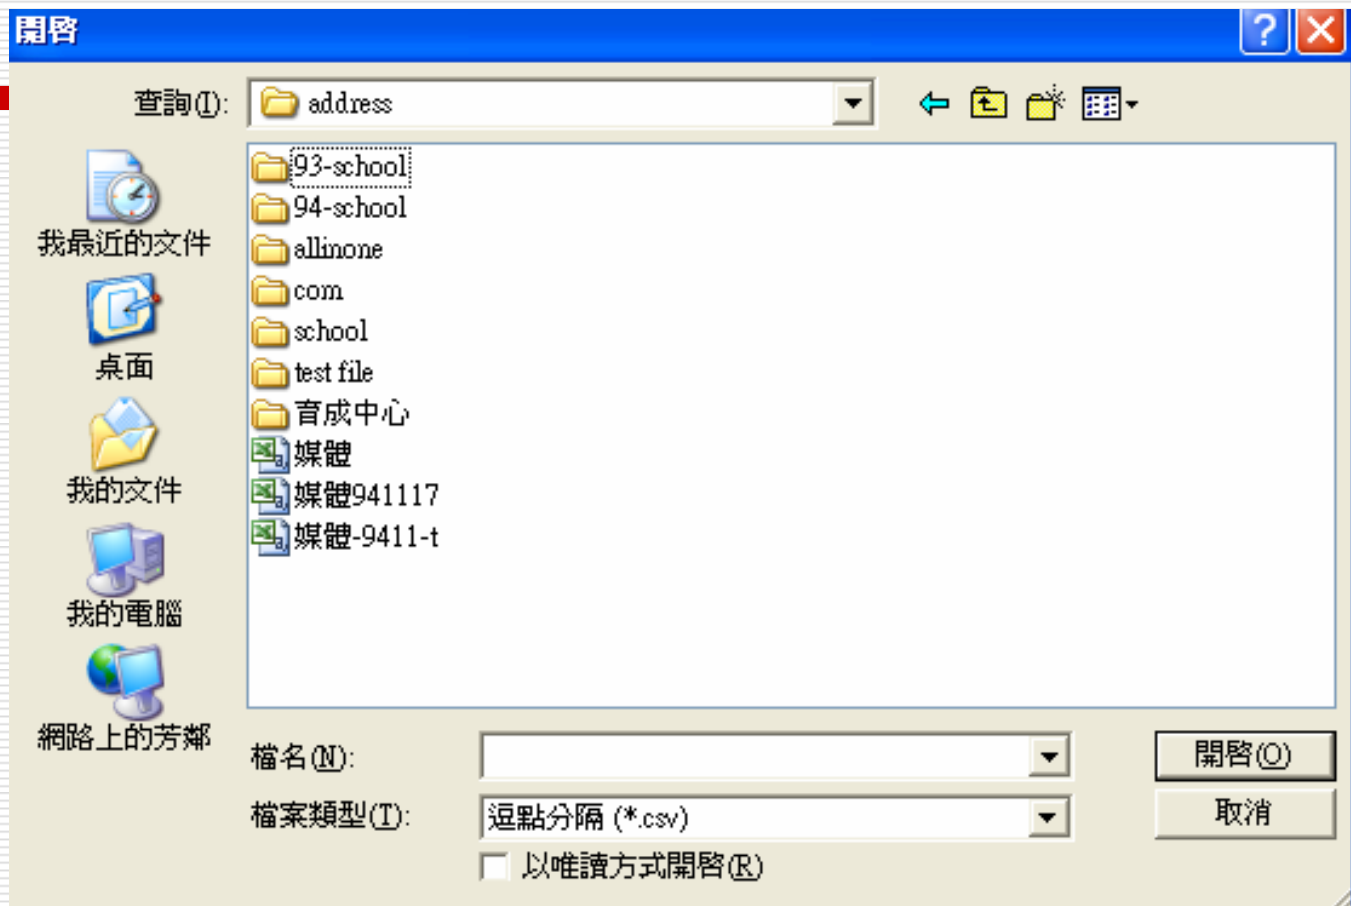 開啓
查詢(I):
address
我最近的文件
桌面
我的文件
我的電腦
網路上的芳鄰
93-school
94-school
allinone
com
school
test file
育成中心
媒體
媒體941117
媒體-9411-t
檔名(N):
開啓(O)
檔案類型(T):
逗點分隔 (*.csv)
取消
以唯讀方式開啓(R)